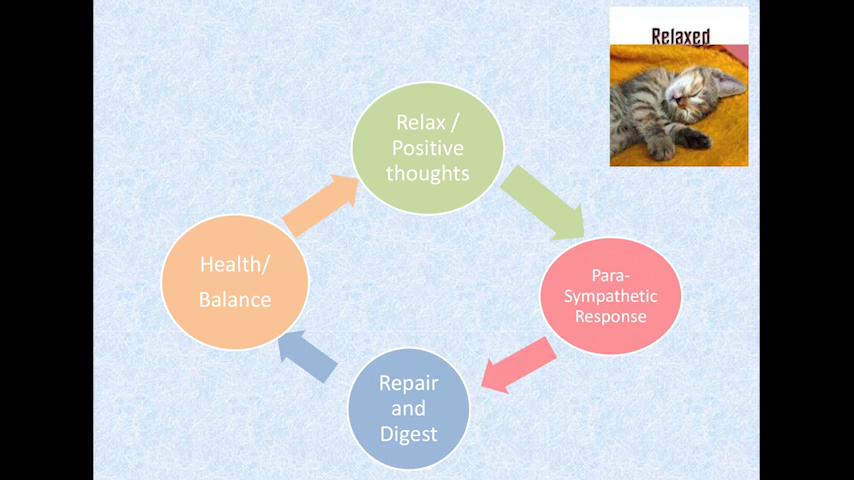 Relaxed
Relax /
Positive
thoughts
Para-
Sympathetic
Response
Repair
and
Digest
Health/
Balance